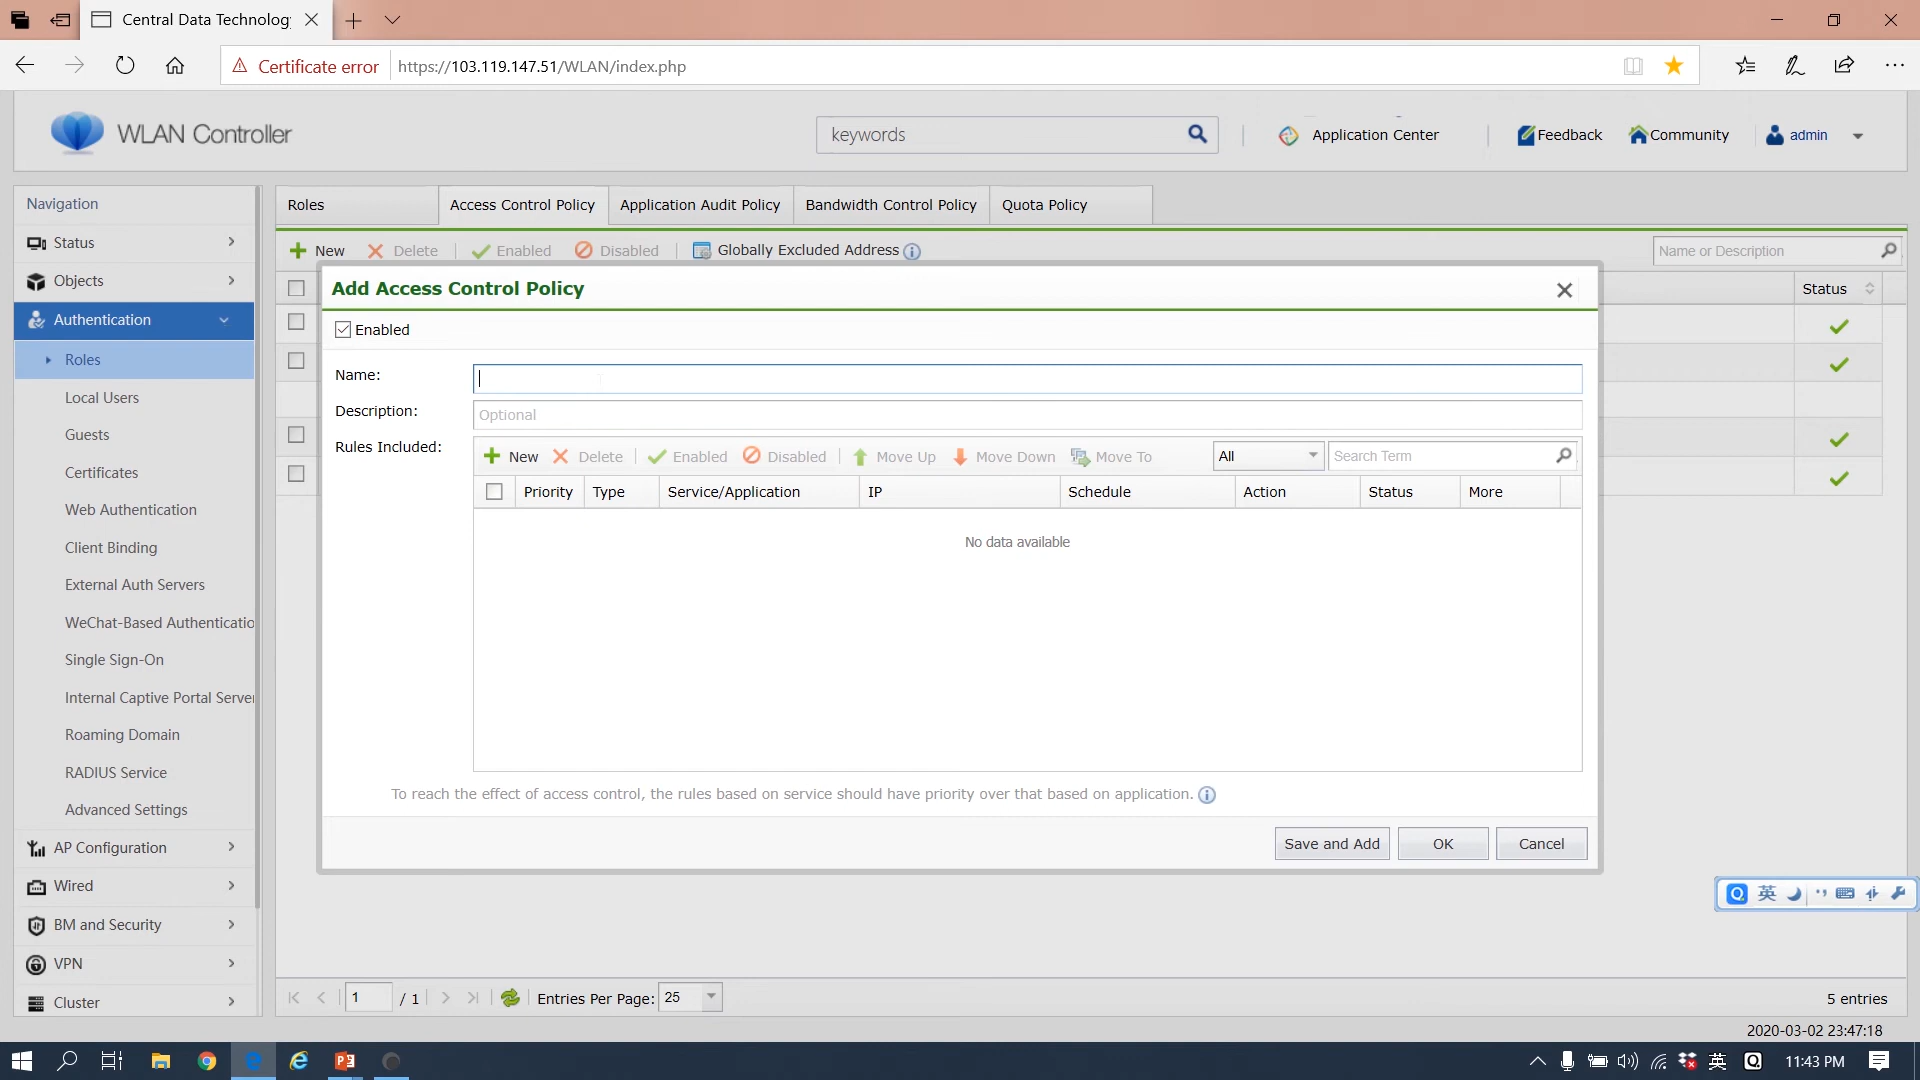 Central Data Technology
Certificate error
https://103.119.147.51/WLAN/index.php
WLAN Controller
keywords
Application Center
Feedback
Community
admin
Navigation
Status
Objects
Authentication
Roles
Local Users
Guests
Certificates
Web Authentication
Client Binding
External Auth Servers
WeChat-Based Authenticatio
Single Sign-On
Internal Captive Portal Server
Roaming Domain
RADIUS Service
Advanced Settings
AP Configuration
Wired
BM and Security
VPN
Cluster
Roles
Access Control Policy
Application Audit Policy
Bandwidth Control Policy
Quota Policy
New
Delete
Enabled
Disabled
Globally Excluded Address
Name or Description
Status
Add Access Control Policy
Enabled
Name:
Description:
Optional
Rules Included:
New
Delete
Enabled
Disabled
Move Up
Move Down
Move To
All
Search Term
Priority
Type
Service/Application
IP
Schedule
Action
Status
More
No data available
To reach the effect of access control, the rules based on service should have priority over that based on application.
Save and Add
OK
Cancel
英
1
/ 1
Entries Per Page:
25
5 entries
2020-03-02 23:47:18
英
11:43 PM